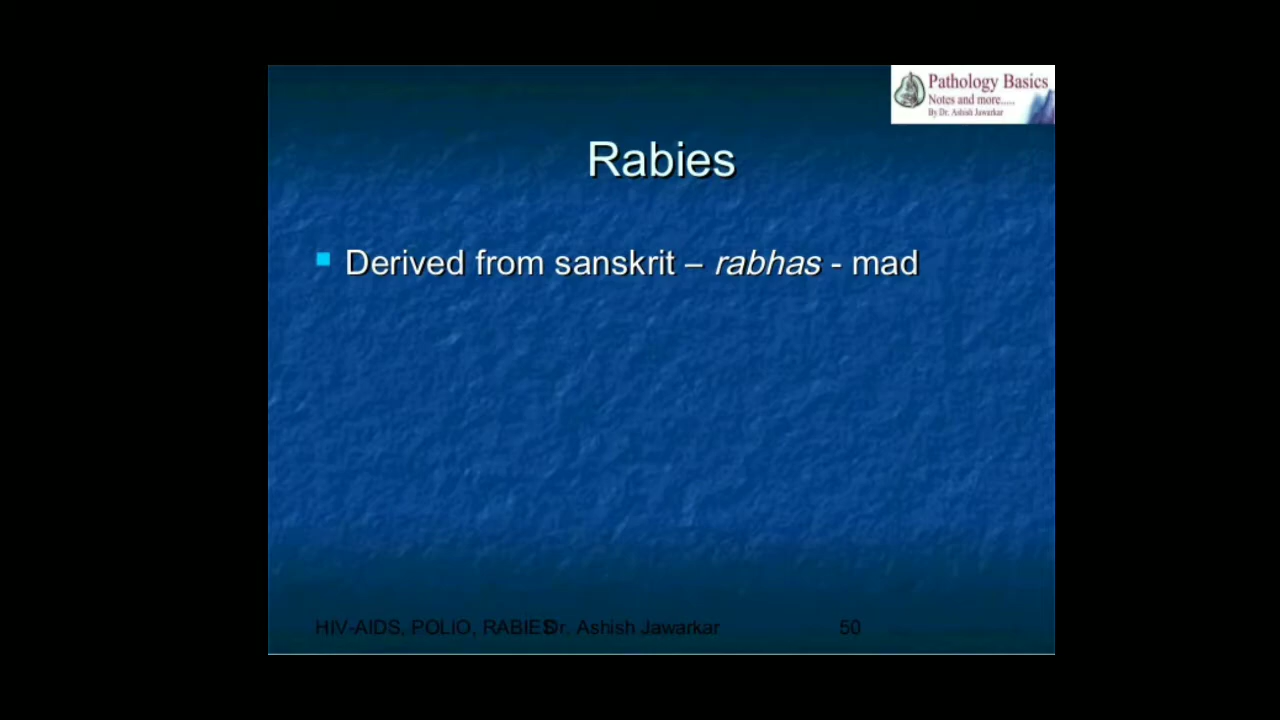 Pathology Basics
Notes and more.....
By Dr. Ashish Jawarkar
Rabies
Derived from sanskrit – rabhas - mad
HIV-AIDS, POLIO, RABIES Dr. Ashish Jawarkar 50